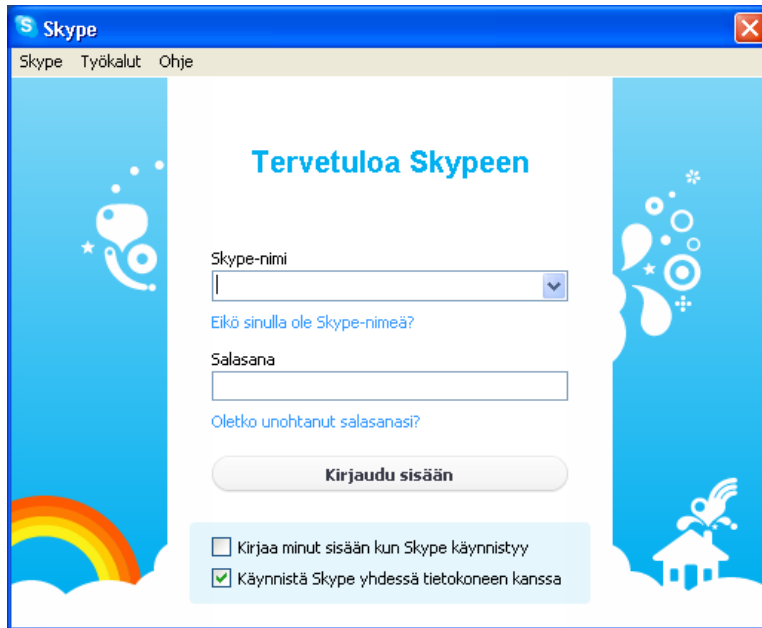 Skype
Skype Työkalut Ohje
Tervetuloa Skypeen
Skype-nimi
Eikö sinulla ole Skype-nimeä?
Salasana
Oletko unohtanut salasanasi?
Kirjaudu sisään
Kirjaa minut sisään kun Skype käynnistyy
Käynnistä Skype yhdessä tietokoneen kanssa